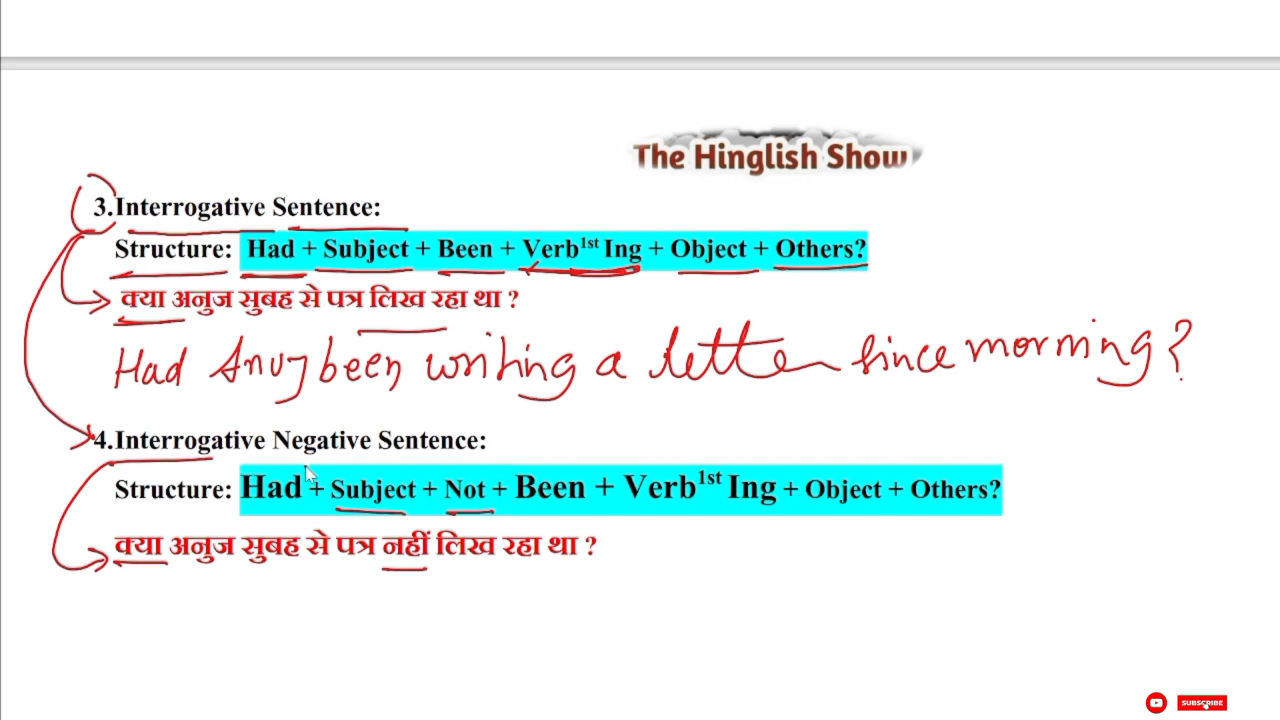 The Hinglish Show
3.Interrogative Sentence:
Structure: Had + Subject + Been + Verb1st Ing + Object + Others?
क्या अनुज सुबह से पत्र लिख रहा था ?
Had Anuj been writing a letter since morning?
4.Interrogative Negative Sentence:
Structure: Had + Subject + Not + Been + Verb1st Ing + Object + Others?
क्या अनुज सुबह से पत्र नहीं लिख रहा था ?
SUBSCRIBE